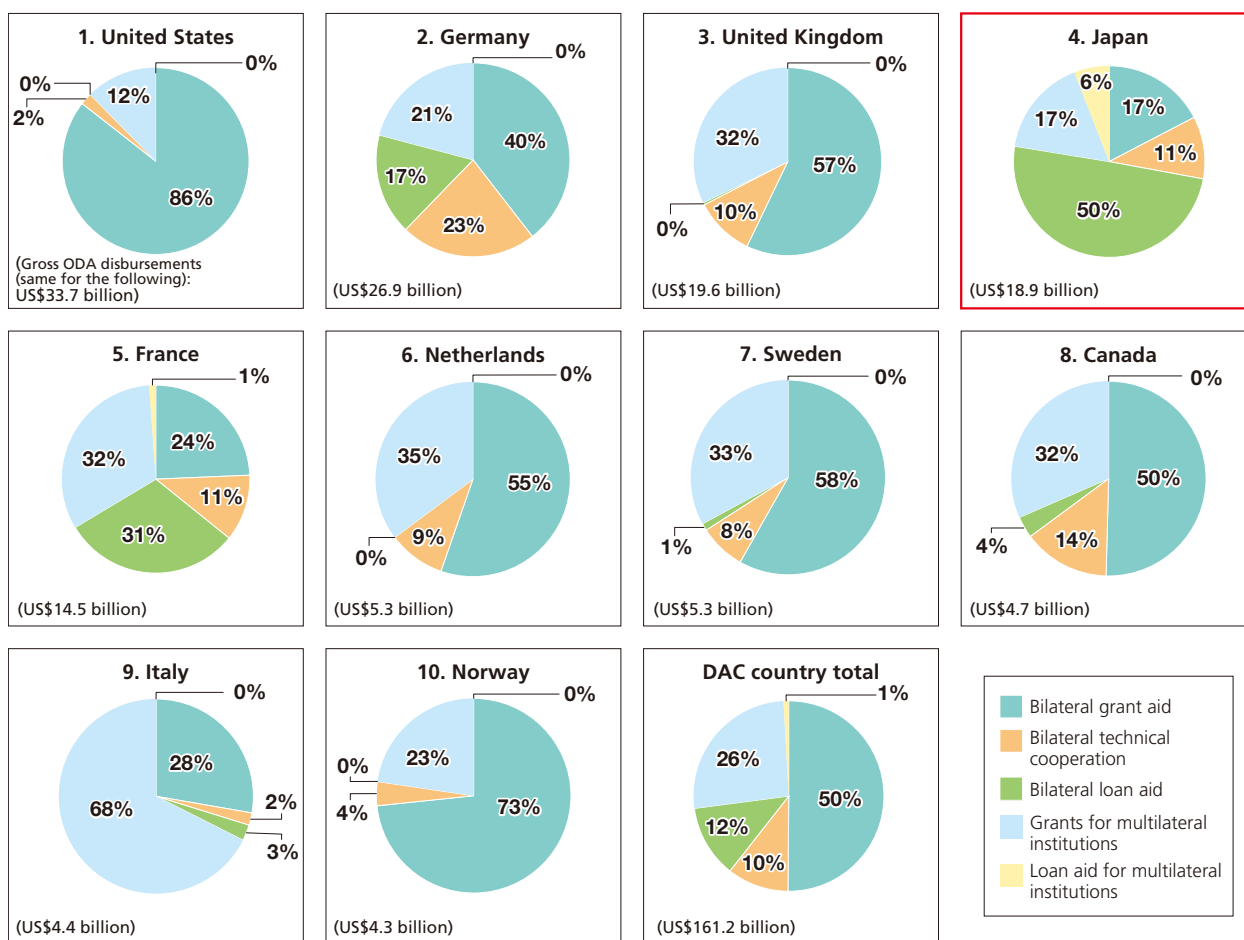 1. United States
0%
0%
12%
2%
86%
(Gross ODA disbursements
(same for the following):
US$33.7 billion)
2. Germany
0%
21%
40%
17%
23%
(US$26.9 billion)
3. United Kingdom
0%
32%
57%
10%
0%
(US$19.6 billion)
4. Japan
6%
17%
17%
11%
50%
(US$18.9 billion)
5. France
1%
24%
32%
11%
31%
(US$14.5 billion)
6. Netherlands
0%
35%
55%
9%
0%
(US$5.3 billion)
7. Sweden
0%
33%
58%
8%
1%
(US$5.3 billion)
8. Canada
0%
32%
50%
14%
4%
(US$4.7 billion)
9. Italy
0%
28%
68%
2%
3%
(US$4.4 billion)
10. Norway
0%
23%
0%
4%
73%
(US$4.3 billion)
DAC country total
1%
26%
50%
12%
10%
(US$161.2 billion)
Bilateral grant aid
Bilateral technical
cooperation
Bilateral loan aid
Grants for multilateral
institutions
Loan aid for multilateral
institutions